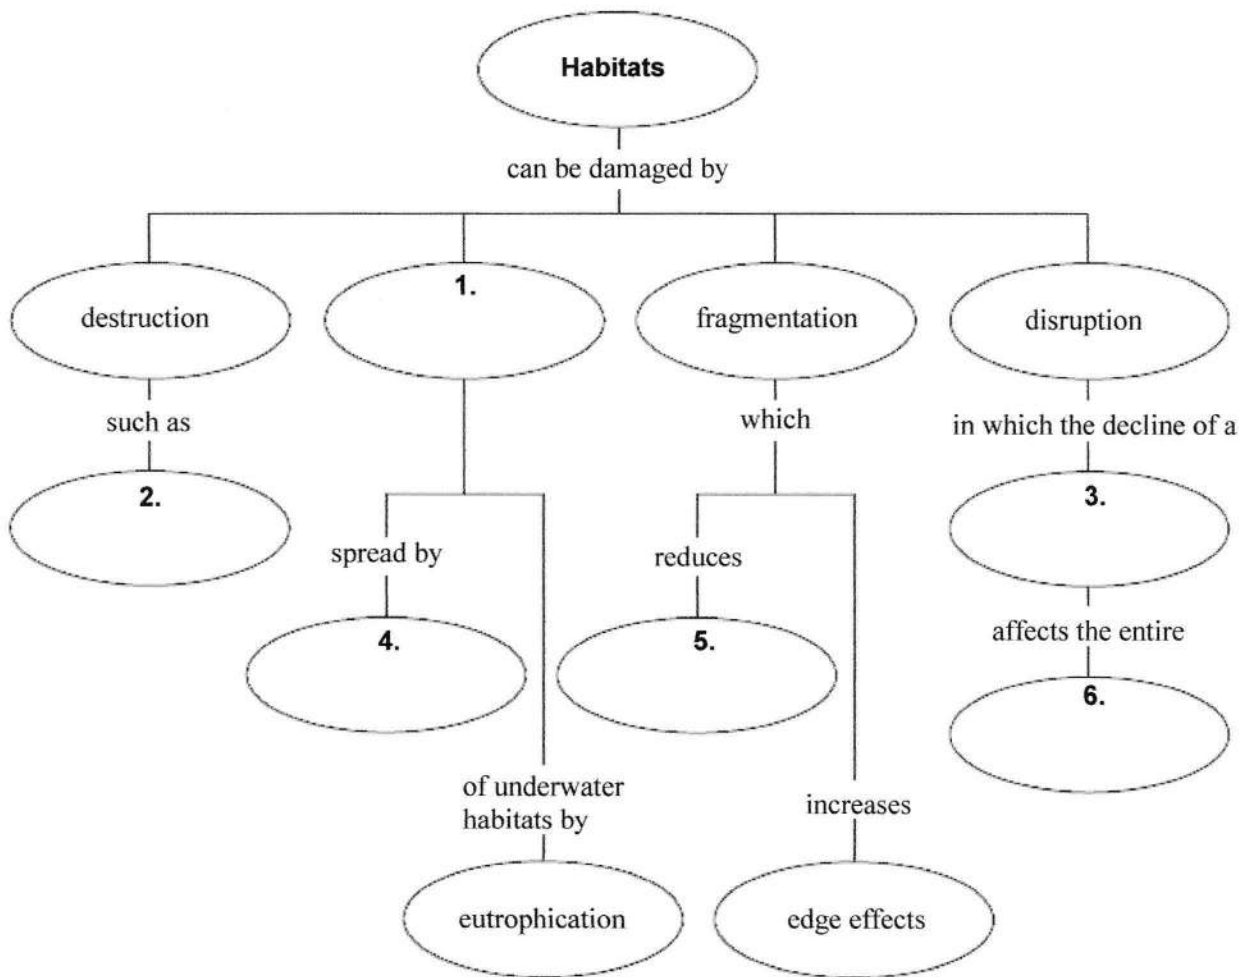 Habitats
can be damaged by
destruction
1.
fragmentation
disruption
such as
which
in which the decline of a
2.
3.
spread by
reduces
affects the entire
4.
5.
6.
of underwater
habitats by
increases
eutrophication
edge effects